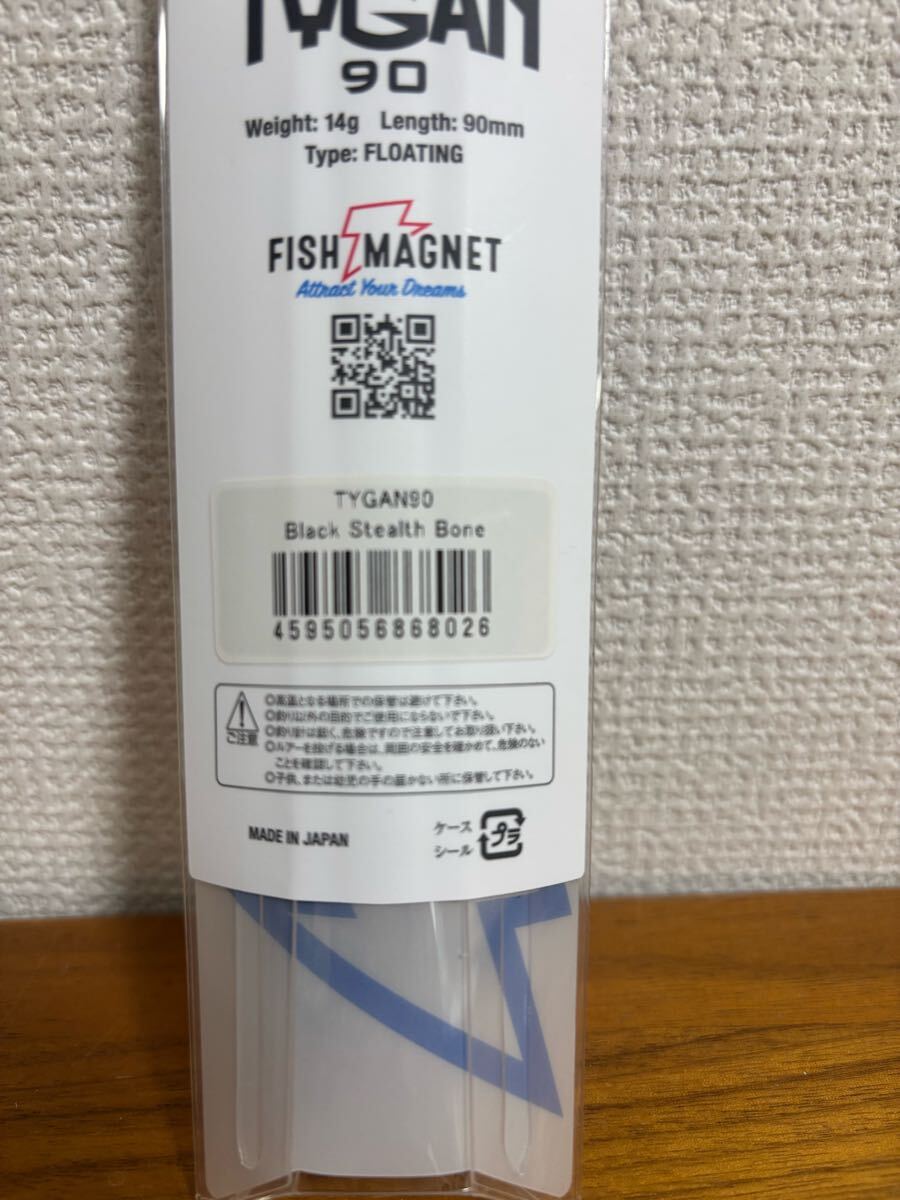 TYGAN
90
Weight: 14g Length: 90mm
Type: FLOATING
FISH MAGNET
Attract Your Dreams
TYGAN90
Black Stealth Bone
4595056868026
ご注意
◎高温となる場所での保管は避けて下さい。
◎釣り以外の目的でご使用にならないで下さい。
◎釣り針は鋭く、危険ですので注意してお取り扱い下さい。
◎ルアーを投げる場合は、周囲の安全を確かめて、危険のない
ことを確認して下さい。
◎子供、または幼児の手の届かない所に保管して下さい。
MADE IN JAPAN
ケース
シール
プラ